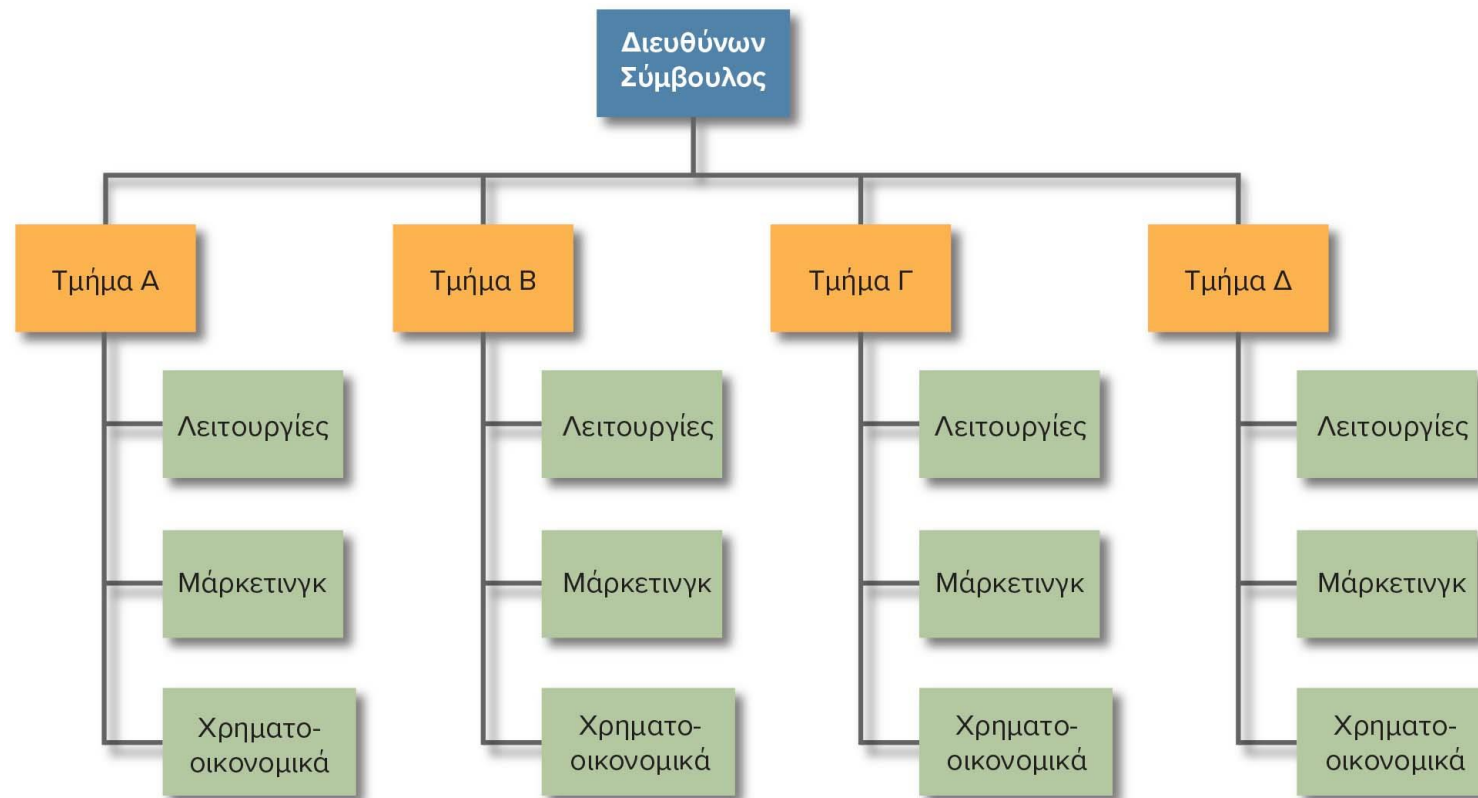 Διευθύνων
Σύμβουλος
Τμήμα Α
Τμήμα Β
Τμήμα Γ
Τμήμα Δ
Λειτουργίες
Λειτουργίες
Λειτουργίες
Λειτουργίες
Μάρκετινγκ
Μάρκετινγκ
Μάρκετινγκ
Μάρκετινγκ
Χρηματο-
οικονομικά
Χρηματο-
οικονομικά
Χρηματο-
οικονομικά
Χρηματο-
οικονομικά